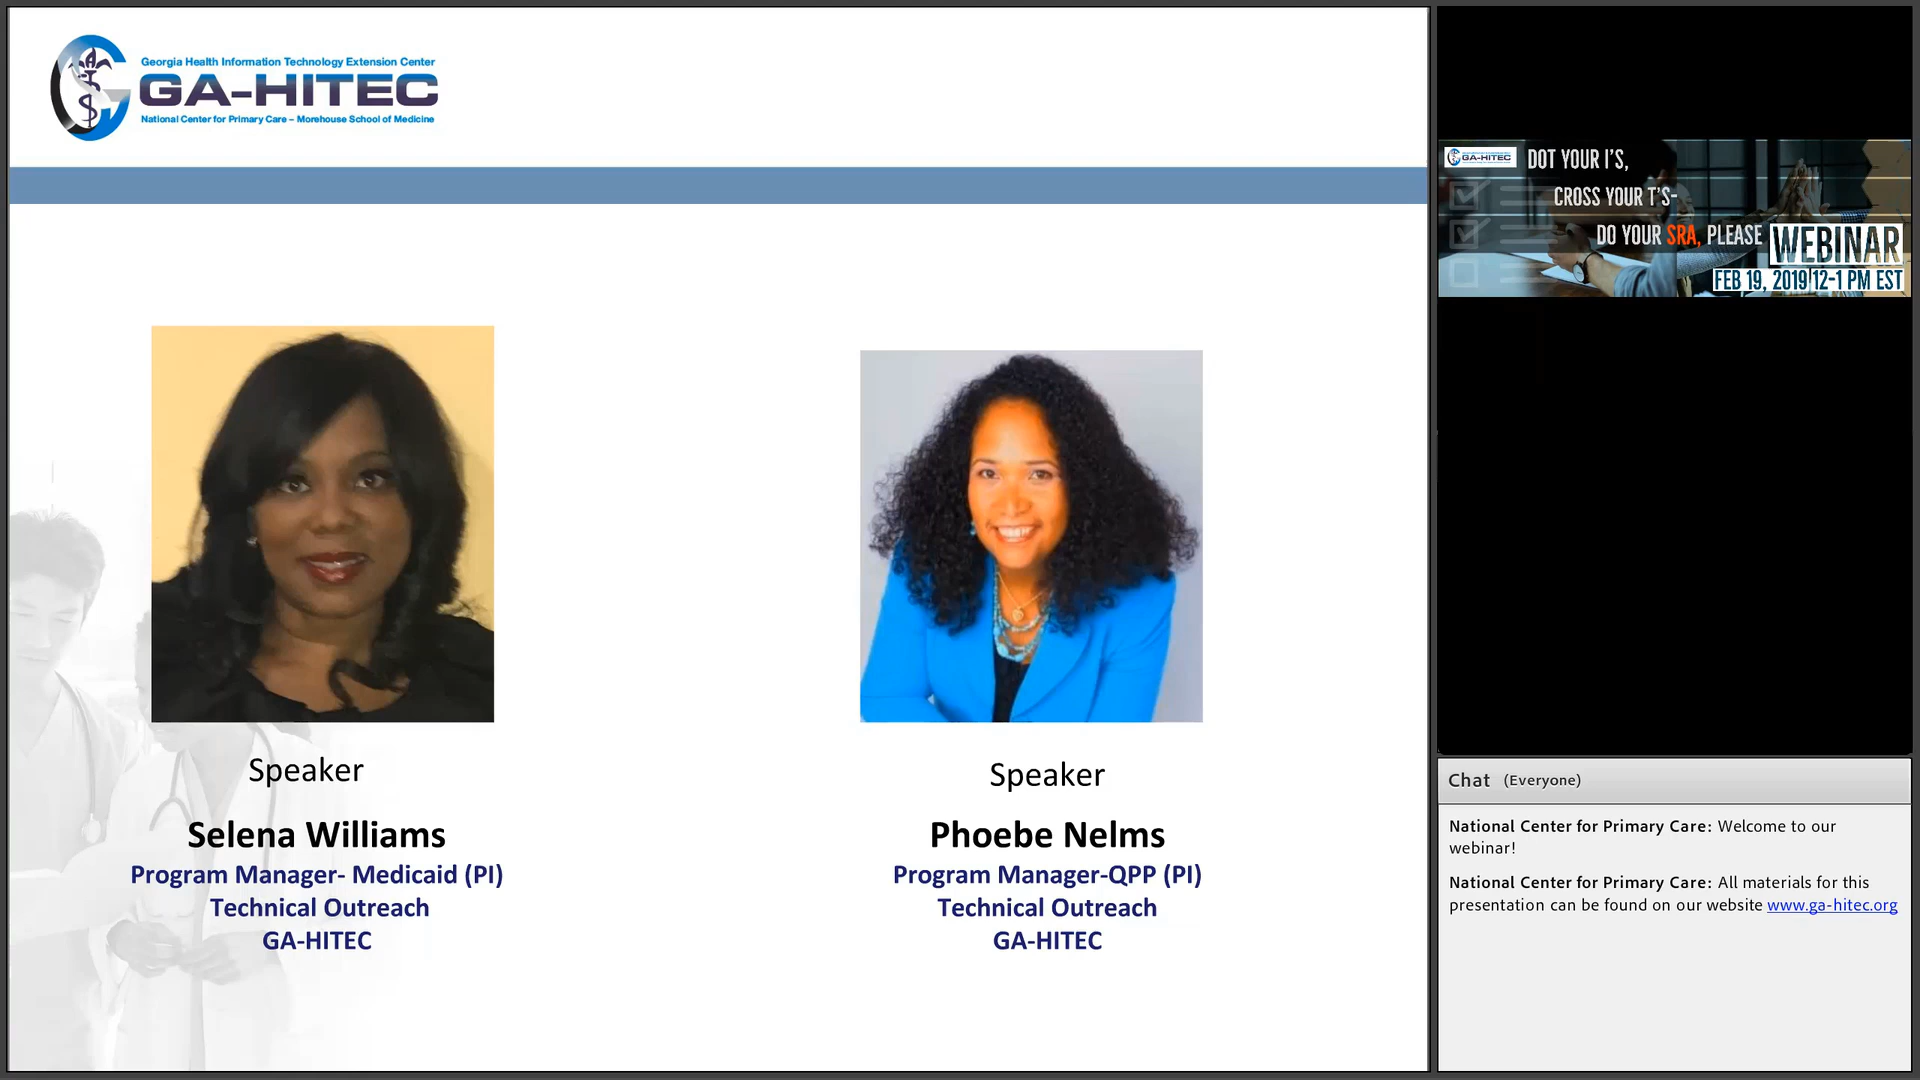 Georgia Health Information Technology Extension Center
GA-HITEC
National Center for Primary Care – Morehouse School of Medicine
Speaker
Selena Williams
Program Manager- Medicaid (PI)
Technical Outreach
GA-HITEC
Speaker
Phoebe Nelms
Program Manager-QPP (PI)
Technical Outreach
GA-HITEC
GA-HITEC
DOT YOUR I'S,
CROSS YOUR T'S-
DO YOUR SRA, PLEASE
WEBINAR
FEB 19, 2019 12-1 PM EST
Chat (Everyone)
National Center for Primary Care: Welcome to our
webinar!
National Center for Primary Care: All materials for this
presentation can be found on our website www.ga-hitec.org